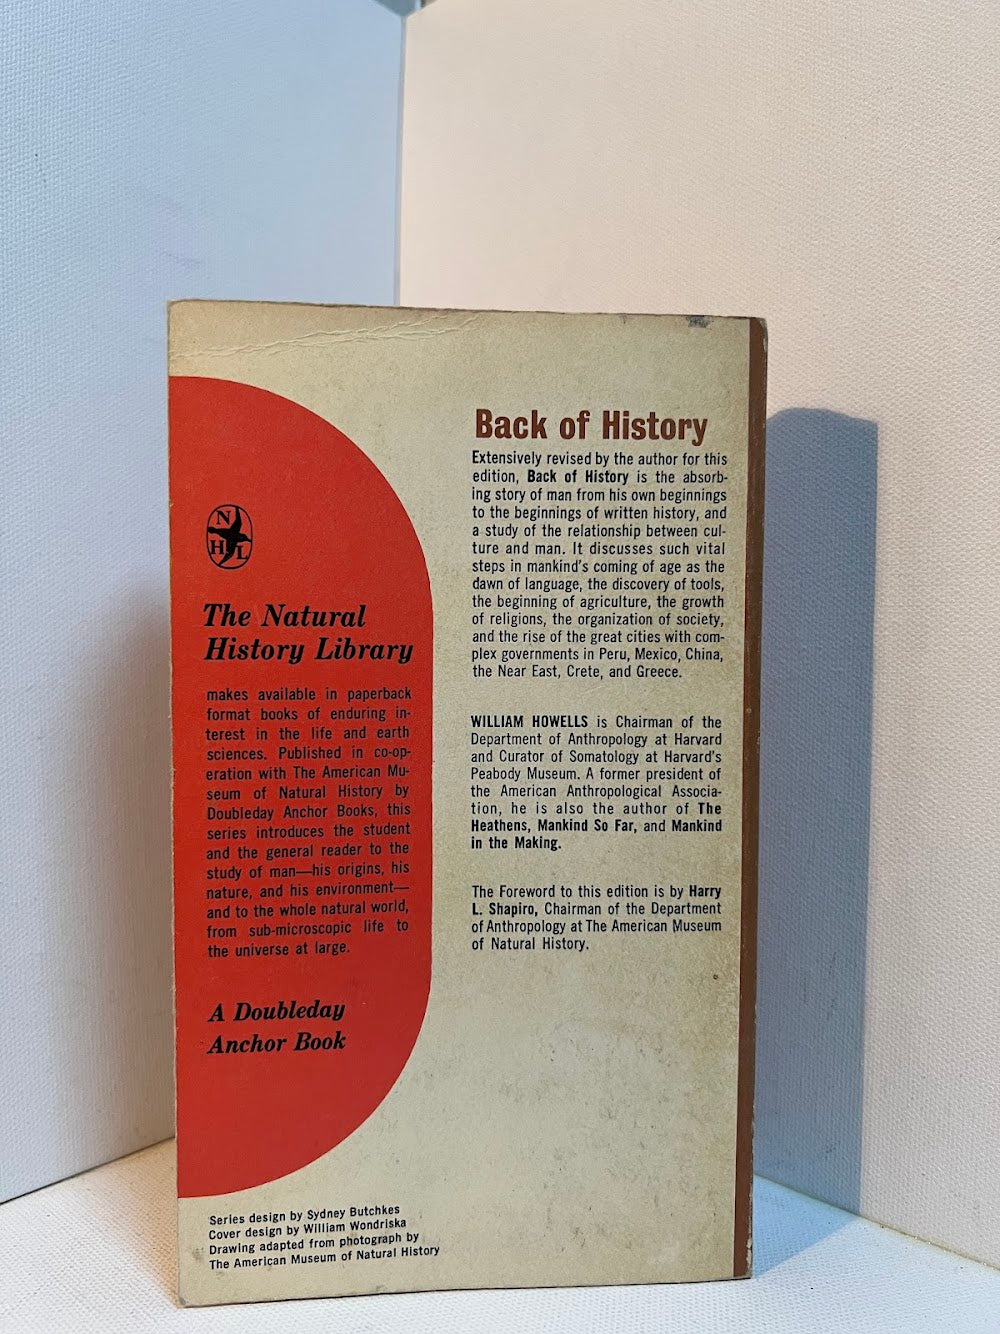 N
H L
The Natural
History Library
makes available in paperback
format books of enduring in-
terest in the life and earth
sciences. Published in co-op-
eration with The American Mu-
seum of Natural History by
Doubleday Anchor Books, this
series introduces the student
and the general reader to the
study of man—his origins, his
nature, and his environment—
and to the whole natural world,
from sub-microscopic life to
the universe at large.
A Doubleday
Anchor Book
Series design by Sydney Butchkes
Cover design by William Wondriska
Drawing adapted from photograph by
The American Museum of Natural History
Back of History
Extensively revised by the author for this
edition, Back of History is the absorb-
ing story of man from his own beginnings
to the beginnings of written history, and
a study of the relationship between cul-
ture and man. It discusses such vital
steps in mankind's coming of age as the
dawn of language, the discovery of tools,
the beginning of agriculture, the growth
of religions, the organization of society,
and the rise of the great cities with com-
plex governments in Peru, Mexico, China,
the Near East, Crete, and Greece.
WILLIAM HOWELLS is Chairman of the
Department of Anthropology at Harvard
and Curator of Somatology at Harvard's
Peabody Museum. A former president of
the American Anthropological Associa-
tion, he is also the author of The
Heathens, Mankind So Far, and Mankind
in the Making.
The Foreword to this edition is by Harry
L. Shapiro, Chairman of the Department
of Anthropology at The American Museum
of Natural History.